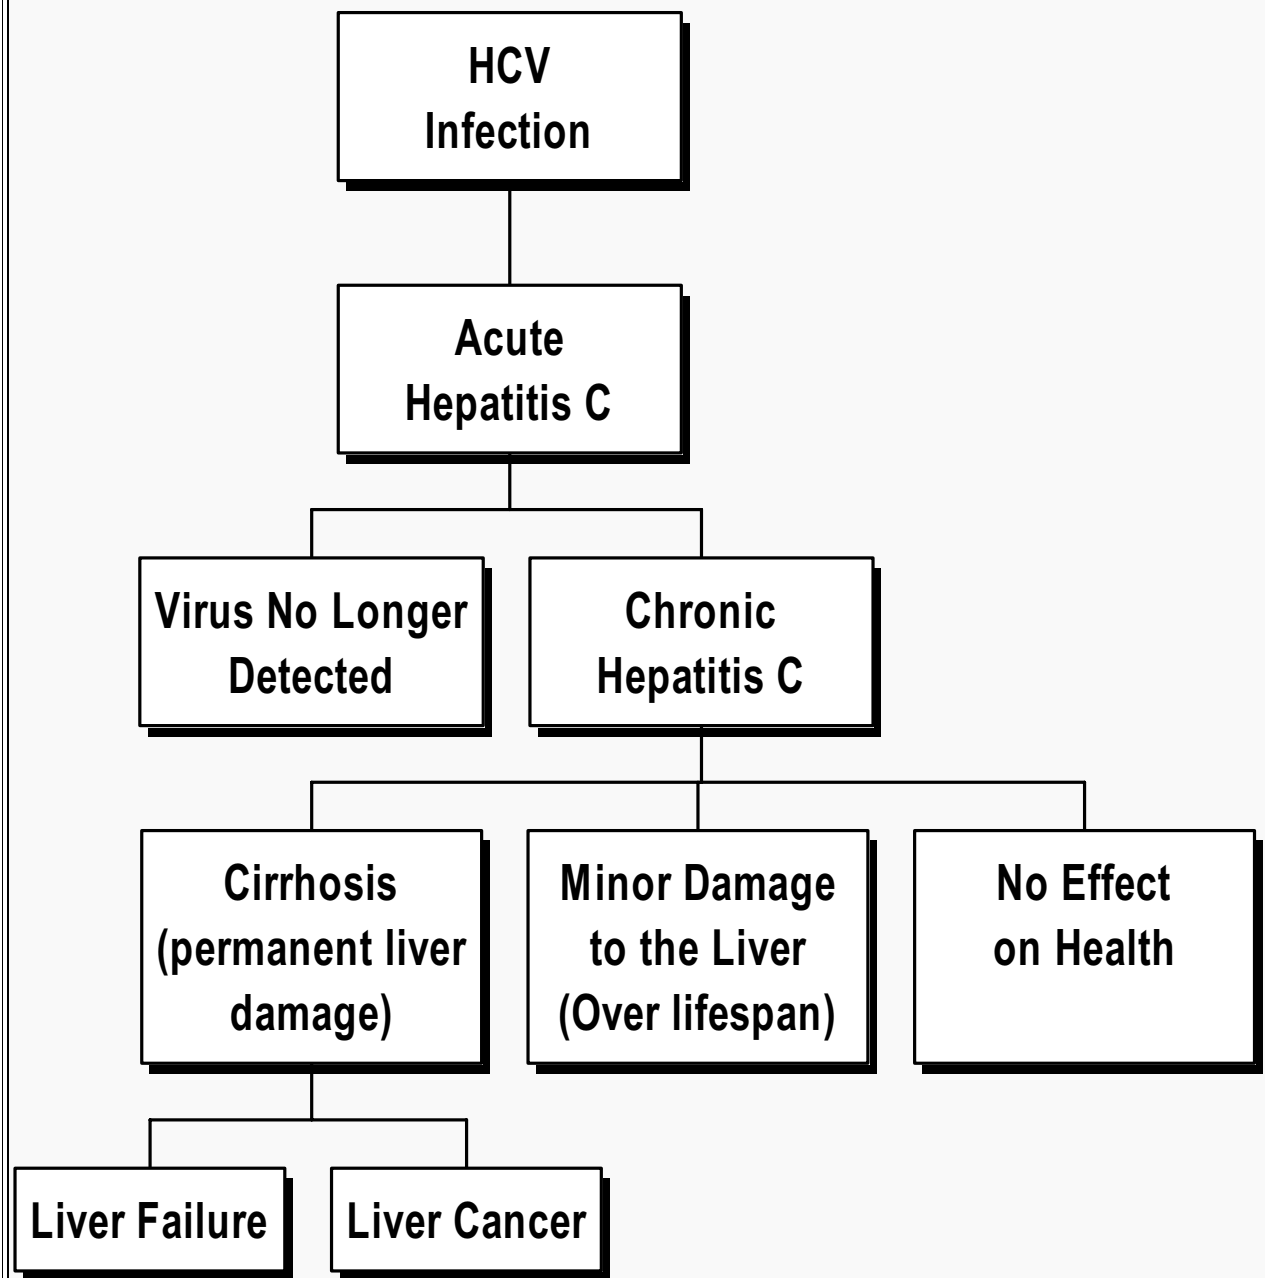 HCV
Infection
Acute
Hepatitis C
Virus No Longer
Detected
Chronic
Hepatitis C
Cirrhosis
(permanent liver
damage)
Minor Damage
to the Liver
(Over lifespan)
No Effect
on Health
Liver Failure
Liver Cancer